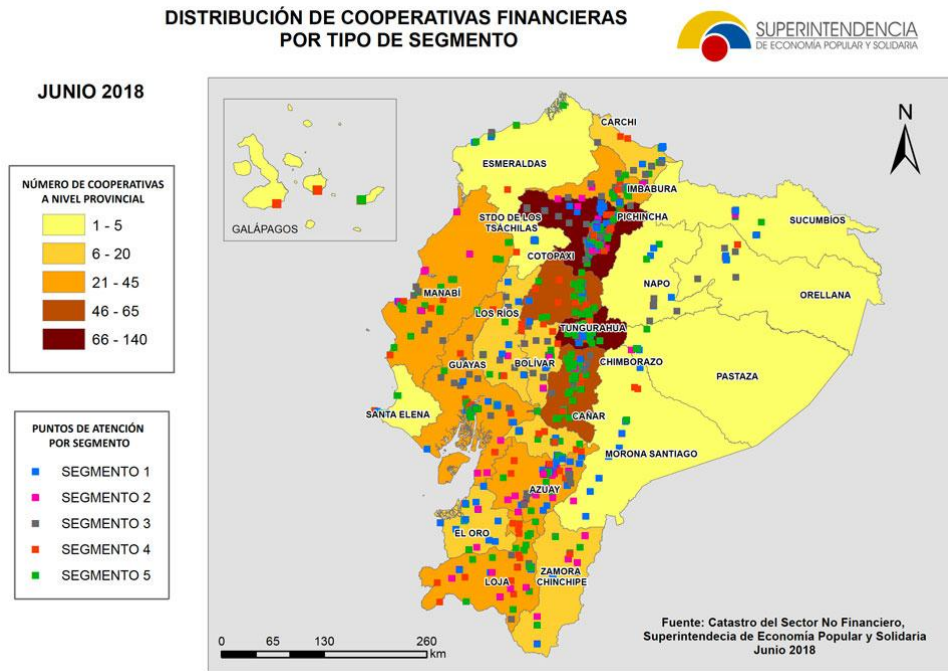 DISTRIBUCIÓN DE COOPERATIVAS FINANCIERAS
POR TIPO DE SEGMENTO
SUPERINTENDENCIA
DE ECONOMÍA POPULAR Y SOLIDARIA
JUNIO 2018
NÚMERO DE COOPERATIVAS
A NIVEL PROVINCIAL
1 - 5
6 - 20
21 - 45
46 - 65
66 - 140
PUNTOS DE ATENCIÓN
POR SEGMENTO
SEGMENTO 1
SEGMENTO 2
SEGMENTO 3
SEGMENTO 4
SEGMENTO 5
GALÁPAGOS
N
CARCHI
ESMERALDAS
IMBABURA
PICHINCHA
STDO DE LOS
TSÁCHILAS
SUCUMBÍOS
COTOPAXI
NAPO
ORELLANA
MANABÍ
LOS RÍOS
TUNGURAHUA
GUAYAS
BOLÍVAR
CHIMBORAZO
PASTAZA
SANTA ELENA
CAÑAR
MORONA SANTIAGO
AZUAY
EL ORO
LOJA
ZAMORA
CHINCHIPE
0 65 130 260
km
Fuente: Catastro del Sector No Financiero,
Superintendecia de Economía Popular y Solidaria
Junio 2018